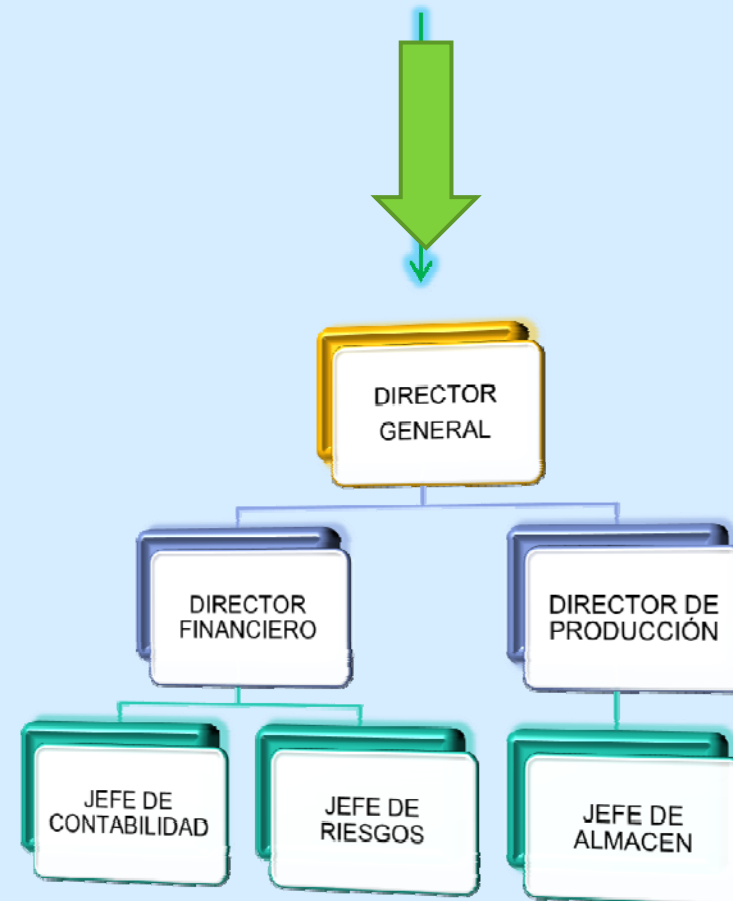 DIRECTOR
GENERAL
DIRECTOR
FINANCIERO
DIRECTOR DE
PRODUCCIÓN
JEFE DE
CONTABILIDAD
JEFE DE
RIESGOS
JEFE DE
ALMACEN